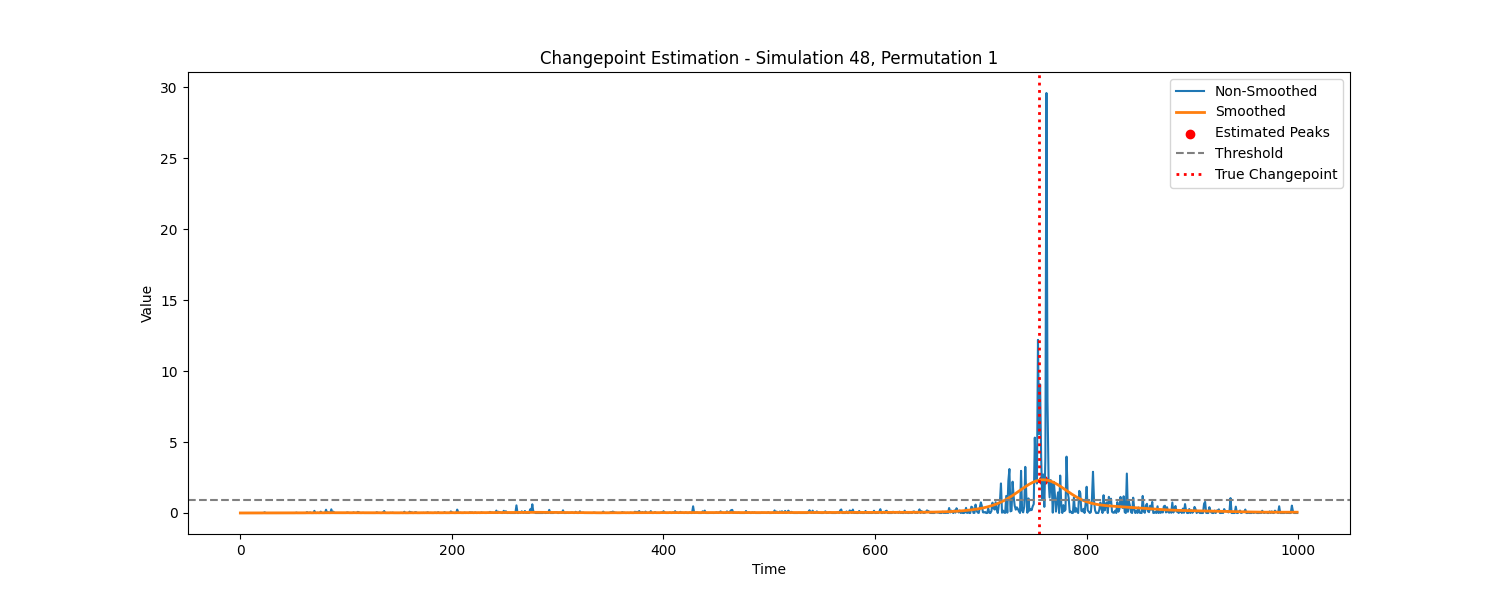 Changepoint Estimation - Simulation 48, Permutation 1
30
25
20
15
10
5
0
Value
0 200 400 600 800 1000
Time
Non-Smoothed
Smoothed
Estimated Peaks
Threshold
True Changepoint